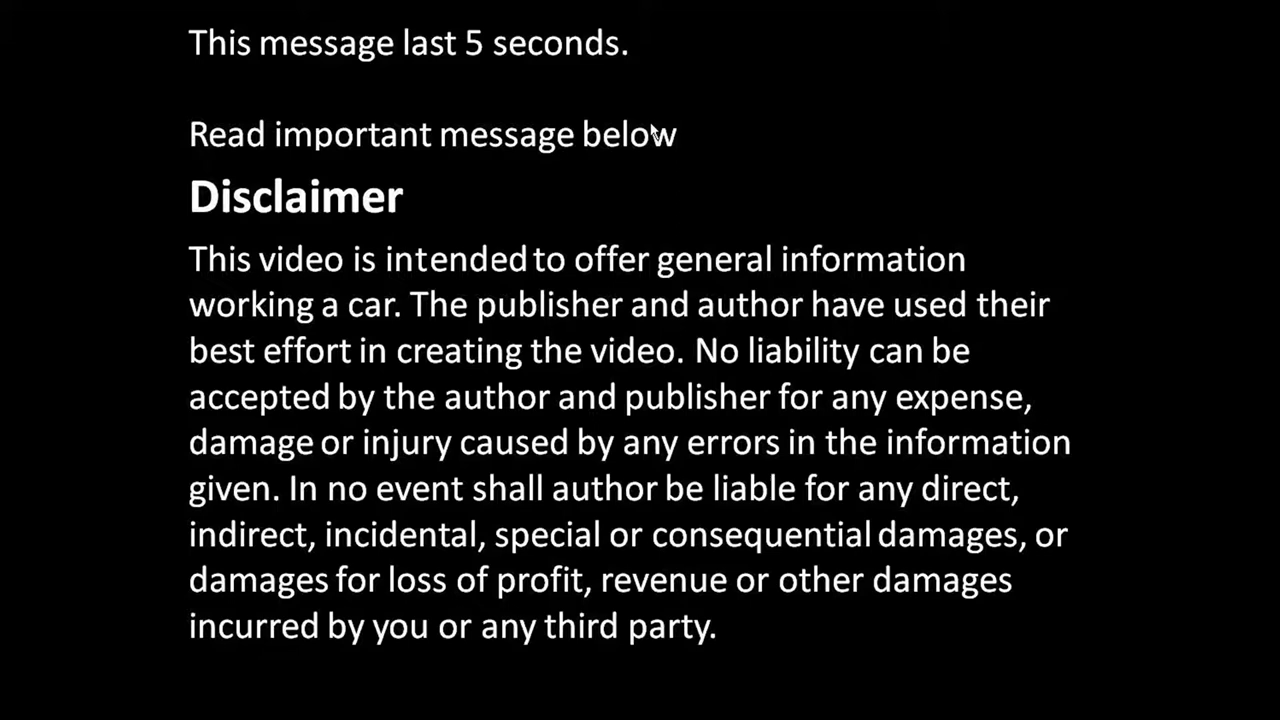 This message last 5 seconds.
Read important message below
Disclaimer
This video is intended to offer general information
working a car. The publisher and author have used their
best effort in creating the video. No liability can be
accepted by the author and publisher for any expense,
damage or injury caused by any errors in the information
given. In no event shall author be liable for any direct,
indirect, incidental, special or consequential damages, or
damages for loss of profit, revenue or other damages
incurred by you or any third party.